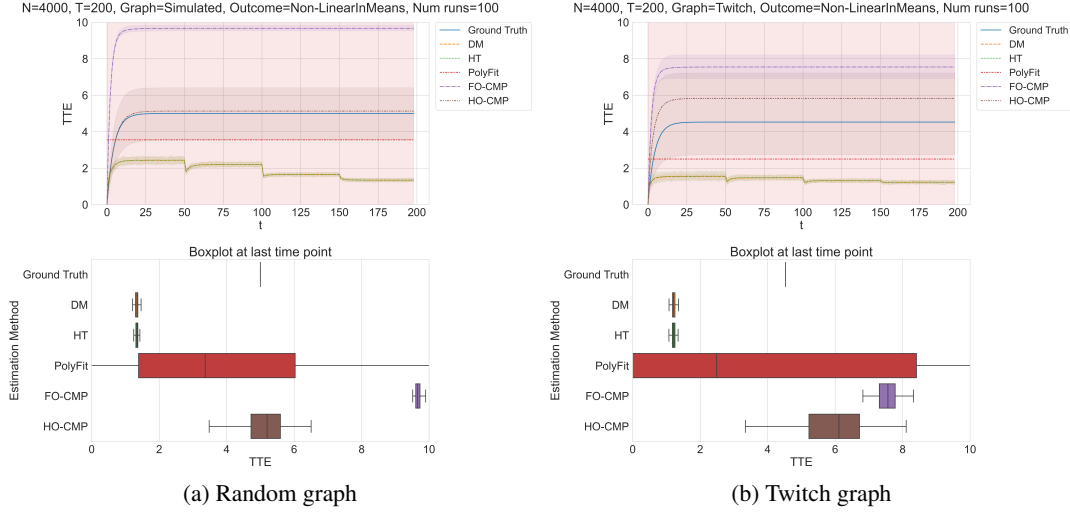 N=4000, T=200, Graph=Simulated, Outcome=Non-LinearInMeans, Num runs=100
10
8
6
4
2
0
TTE
0 25 50 75 100 125 150 175 200
t
Ground Truth
DM
HT
PolyFit
FO-CMP
HO-CMP
Boxplot at last time point
Estimation Method
Ground Truth
DM
HT
PolyFit
FO-CMP
HO-CMP
0 2 4 6 8 10
TTE
(a) Random graph
N=4000, T=200, Graph=Twitch, Outcome=Non-LinearInMeans, Num runs=100
10
8
6
4
2
0
TTE
0 25 50 75 100 125 150 175 200
t
Ground Truth
DM
HT
PolyFit
FO-CMP
HO-CMP
Boxplot at last time point
Estimation Method
Ground Truth
DM
HT
PolyFit
FO-CMP
HO-CMP
0 2 4 6 8 10
TTE
(b) Twitch graph